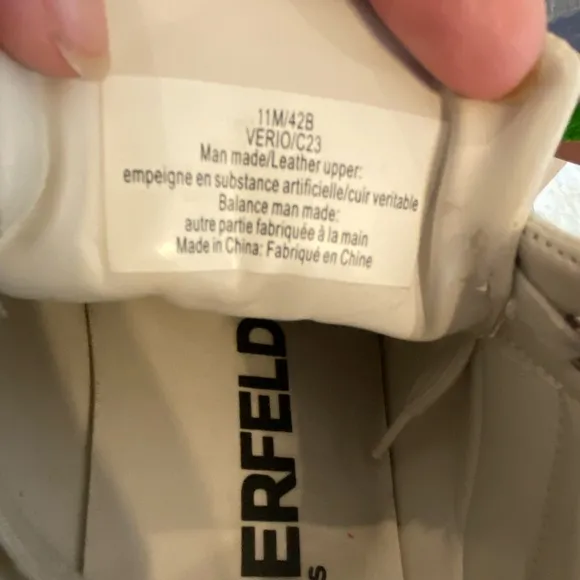 11M/42B
VERIO/C23
Man made/Leather upper:
empeigne en substance artificielle/cuir veritable
Balance man made:
autre partie fabriquée à la main
Made in China: Fabriqué en Chine
ERFELD
S